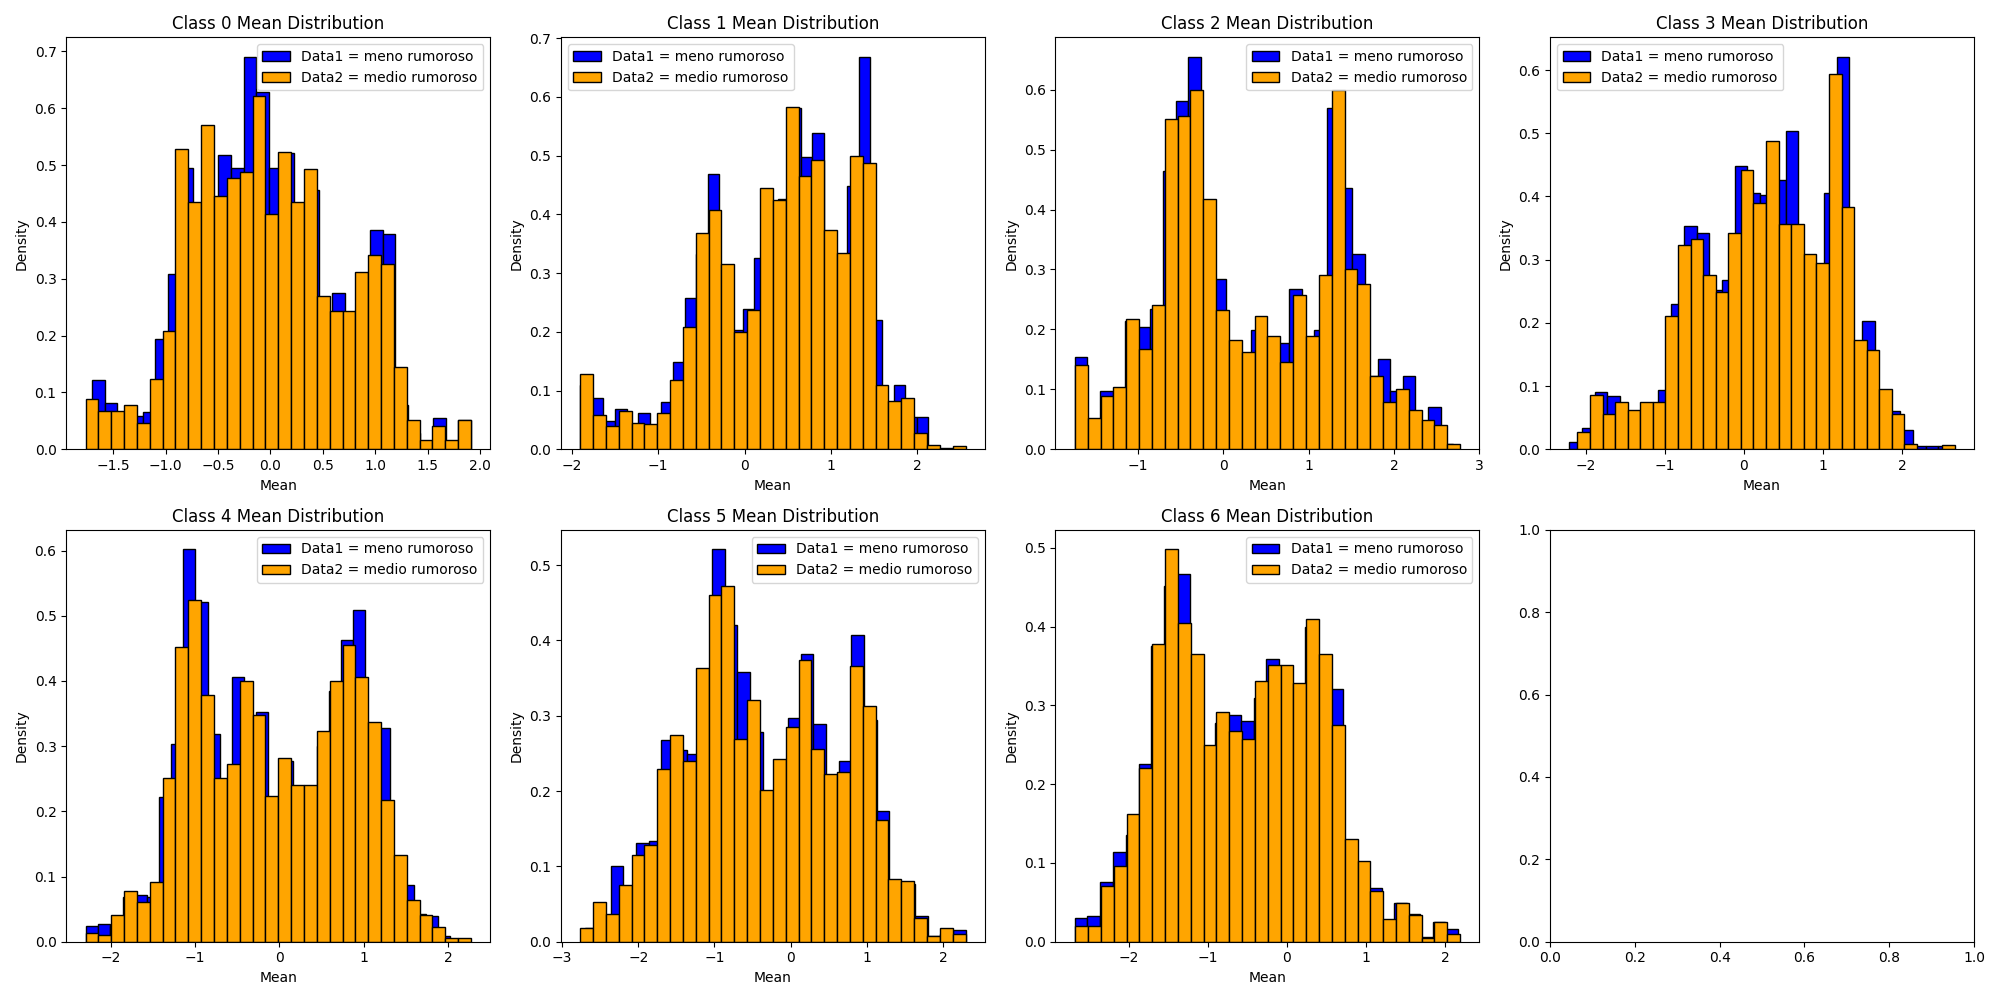 Class 0 Mean Distribution
Data1 = meno rumoroso
Data2 = medio rumoroso
Density
0.7
0.6
0.5
0.4
0.3
0.2
0.1
0.0
−1.5 −1.0 −0.5 0.0 0.5 1.0 1.5 2.0
Mean
Class 1 Mean Distribution
Data1 = meno rumoroso
Data2 = medio rumoroso
Density
0.7
0.6
0.5
0.4
0.3
0.2
0.1
0.0
−2 −1 0 1 2
Mean
Class 2 Mean Distribution
Data1 = meno rumoroso
Data2 = medio rumoroso
Density
0.6
0.5
0.4
0.3
0.2
0.1
0.0
−1 0 1 2 3
Mean
Class 3 Mean Distribution
Data1 = meno rumoroso
Data2 = medio rumoroso
Density
0.6
0.5
0.4
0.3
0.2
0.1
0.0
−2 −1 0 1 2
Mean
Class 4 Mean Distribution
Data1 = meno rumoroso
Data2 = medio rumoroso
Density
0.6
0.5
0.4
0.3
0.2
0.1
0.0
−2 −1 0 1 2
Mean
Class 5 Mean Distribution
Data1 = meno rumoroso
Data2 = medio rumoroso
Density
0.5
0.4
0.3
0.2
0.1
0.0
−3 −2 −1 0 1 2
Mean
Class 6 Mean Distribution
Data1 = meno rumoroso
Data2 = medio rumoroso
Density
0.5
0.4
0.3
0.2
0.1
0.0
−2 −1 0 1 2
Mean
1.0
0.8
0.6
0.4
0.2
0.0
0.0 0.2 0.4 0.6 0.8 1.0